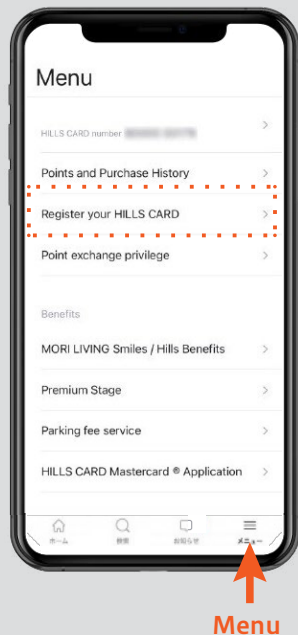 Menu
HILLS CARD number
Points and Purchase History
Register your HILLS CARD
Point exchange privilege
Benefits
MORI LIVING Smiles / Hills Benefits
Premium Stage
Parking fee service
HILLS CARD Mastercard ® Application
ホーム 検索 お知らせ メニュー
Menu